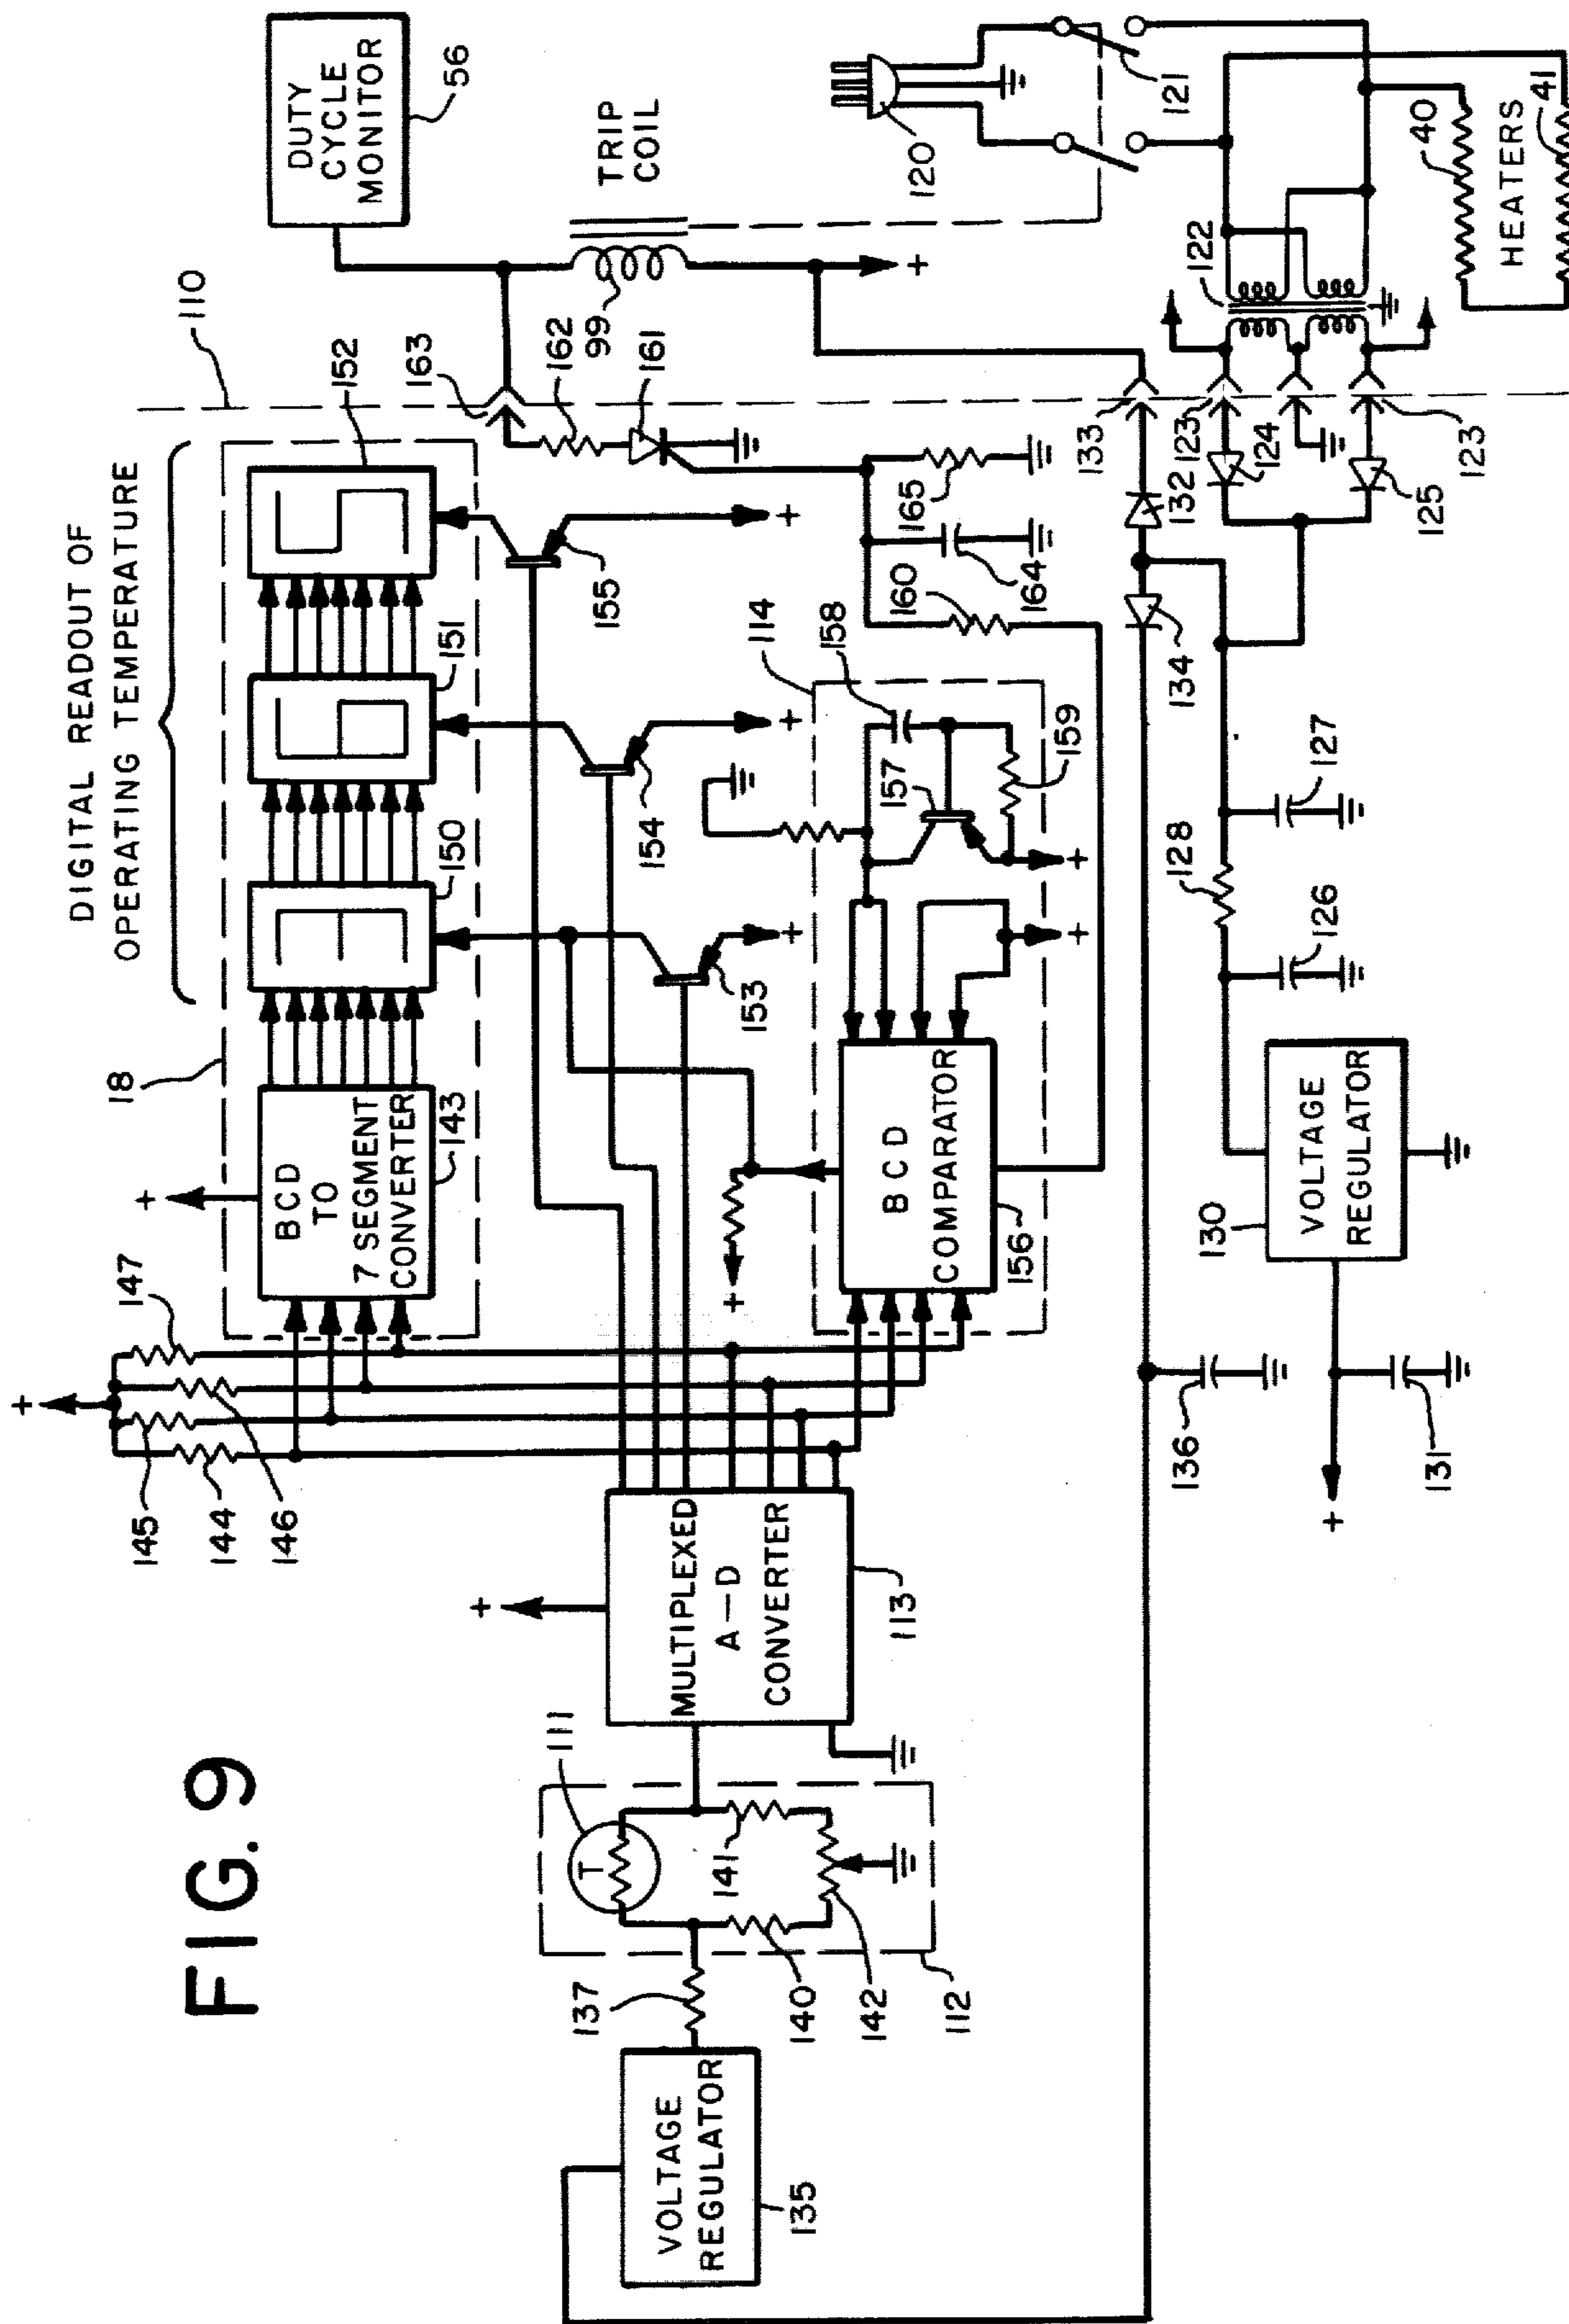 FIG. 9
DIGITAL READOUT OF
OPERATING TEMPERATURE
18
+
BCD
TO
7 SEGMENT
CONVERTER
143
150
151
152
110
163
162
161
99
TRIP
COIL
DUTY
CYCLE
MONITOR
56
120
121
147
+
145
144
146
153
+
154
+
155
+
+
MULTIPLEXED
A-D
CONVERTER
113
111
T
141
140
142
112
137
VOLTAGE
REGULATOR
135
+
BCD
COMPARATOR
156
114
158
157
159
+
+
160
164
165
+
133
132
134
123
124
125
123
122
40
HEATERS
41
136
127
128
126
VOLTAGE
REGULATOR
130
131
+